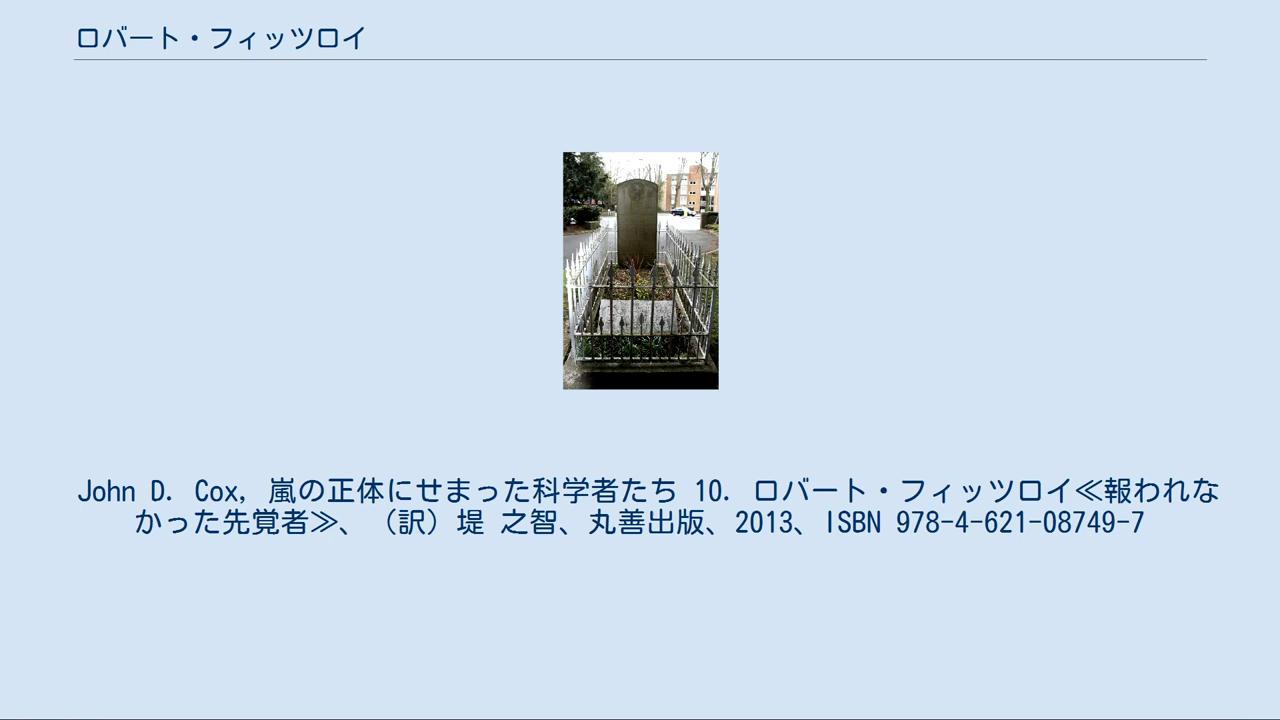 ロバート・フィッツロイ
John D. Cox, 嵐の正体にせまった科学者たち 10. ロバート・フィッツロイ≪報われな
かった先覚者≫、（訳）堤 之智、丸善出版、2013、ISBN 978-4-621-08749-7